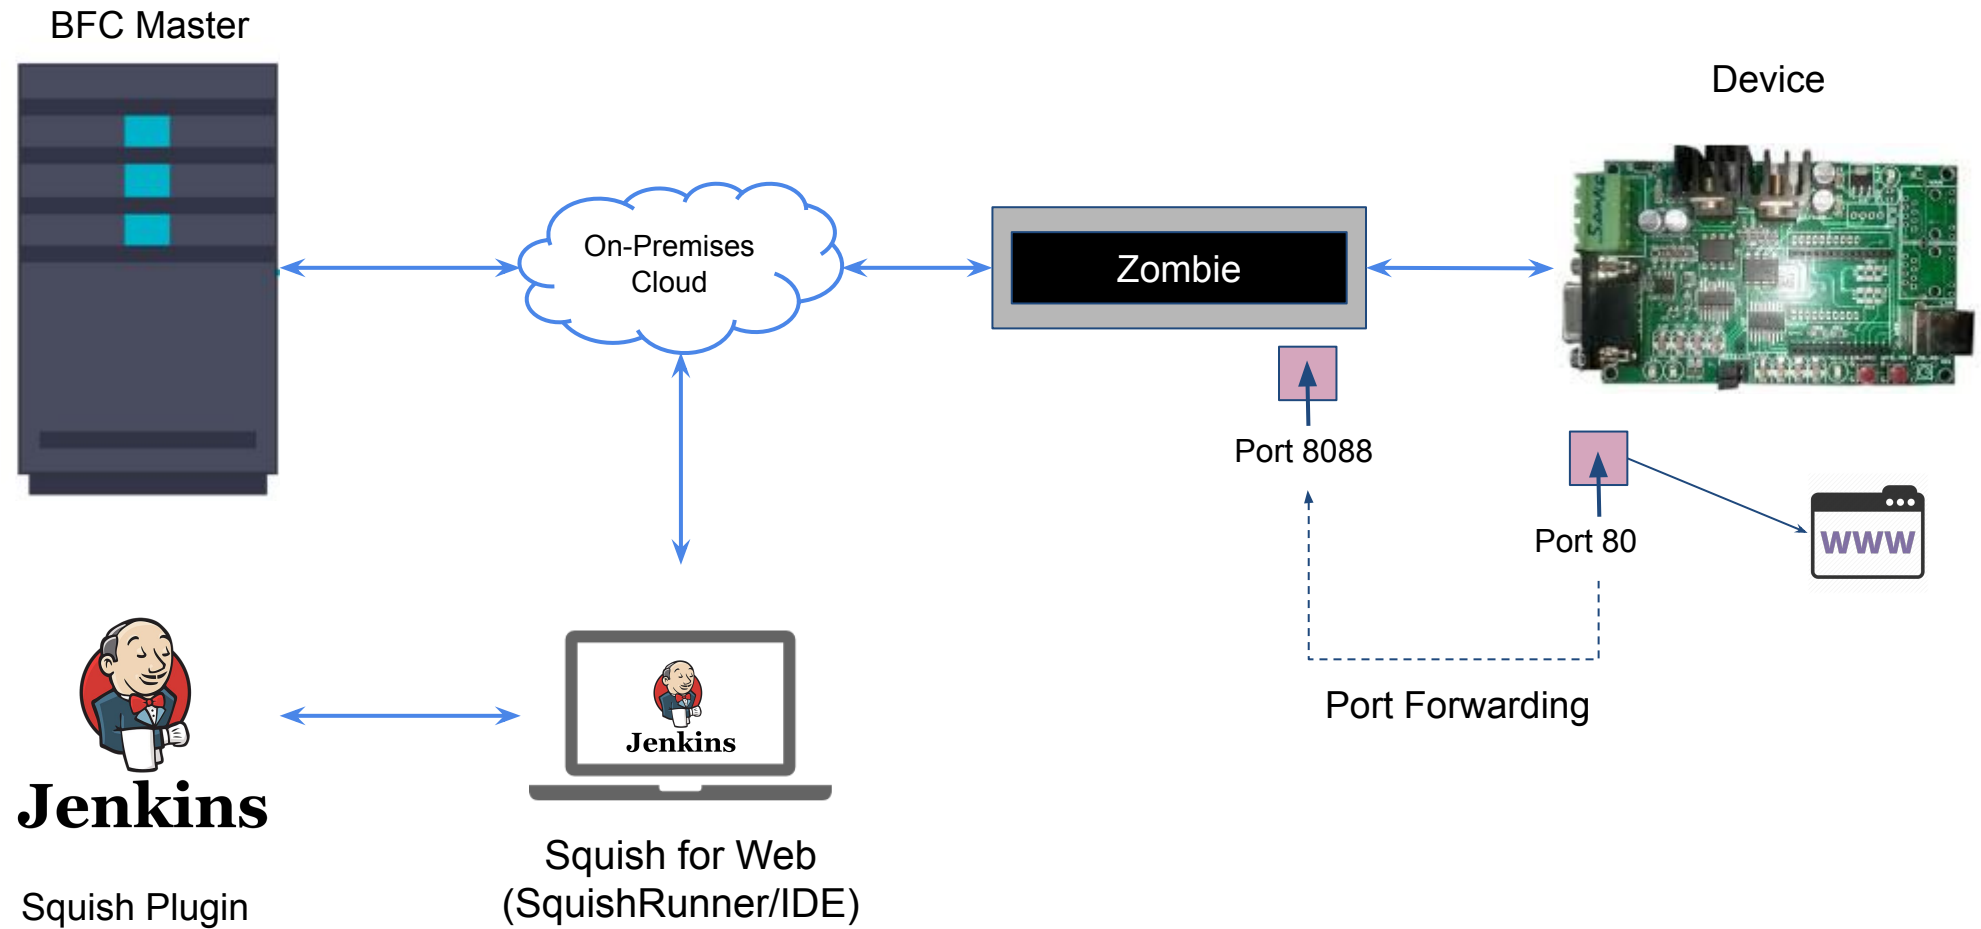 BFC Master
Device
SAMPLE
On-Premises
Cloud
Zombie
Port 8088
Port 80
WWW
Port Forwarding
Jenkins
Jenkins
Squish for Web
(SquishRunner/IDE)
Squish Plugin